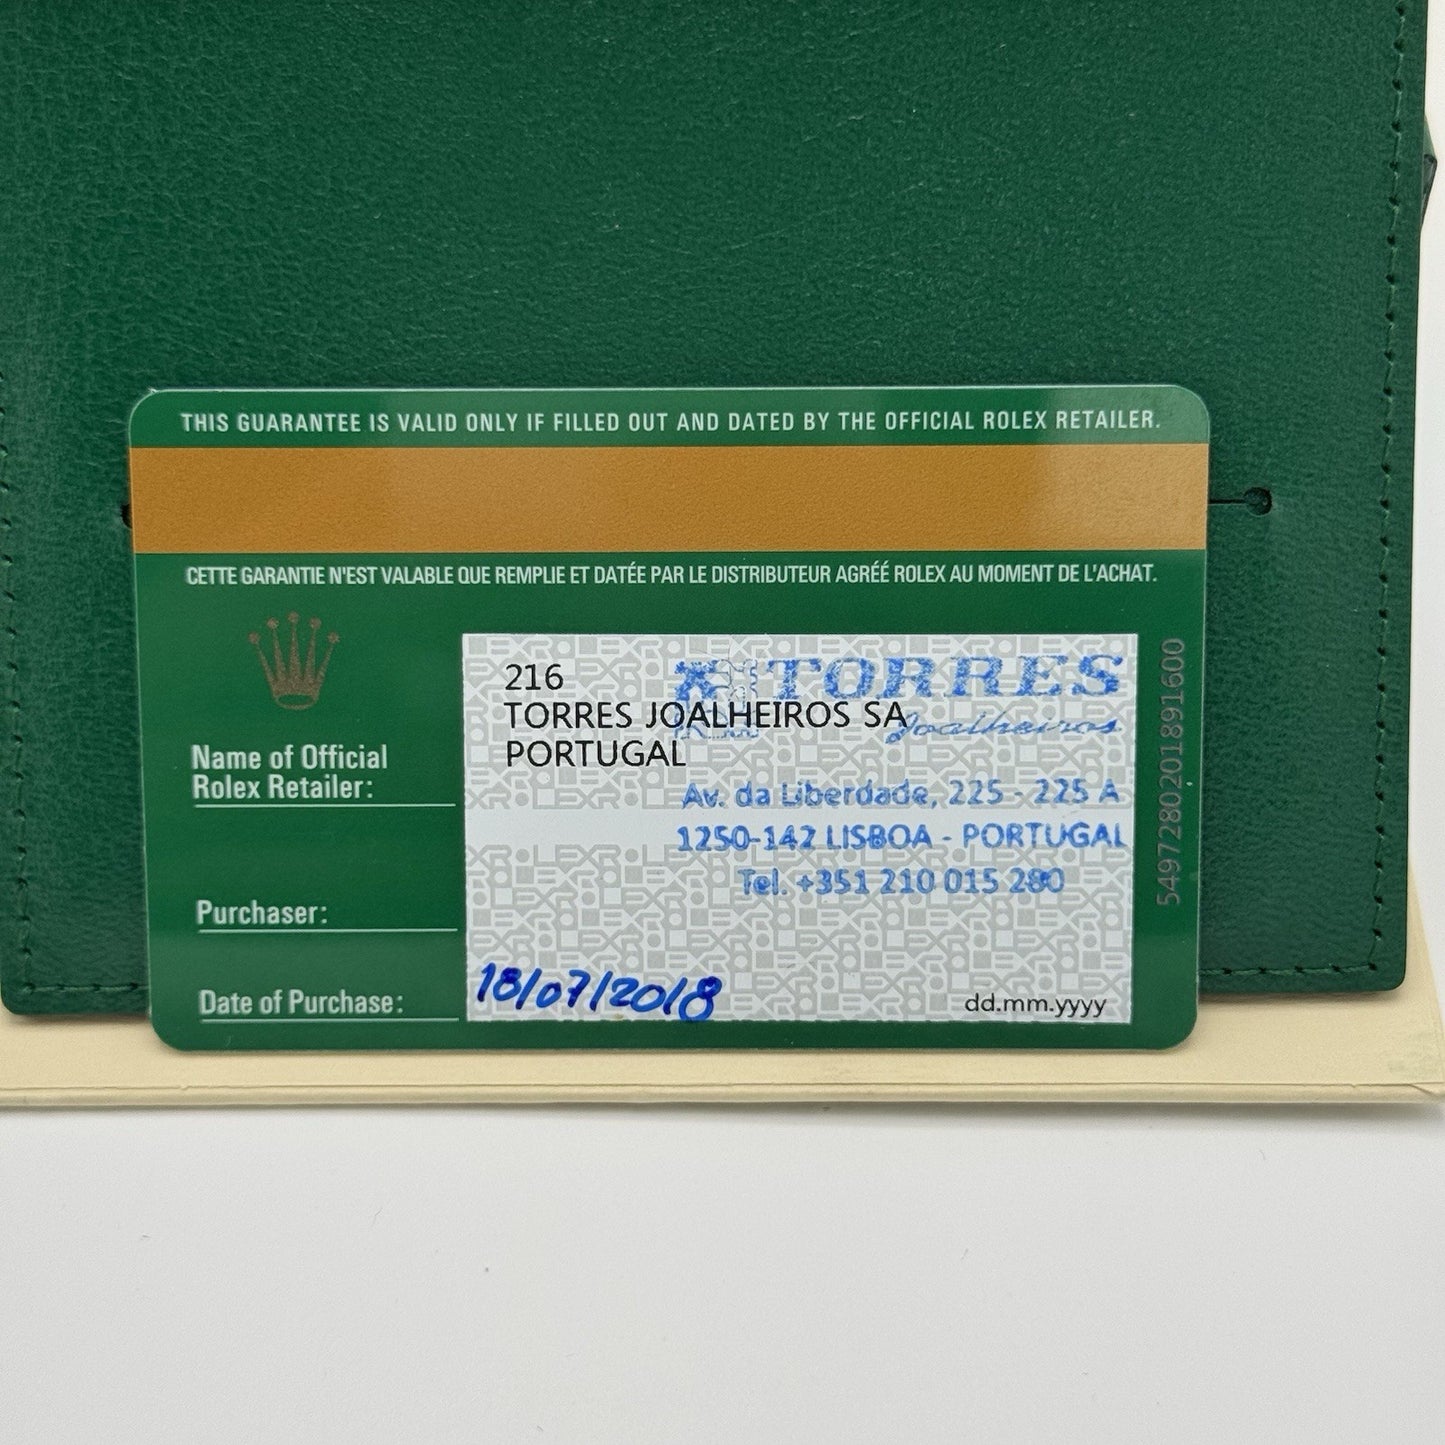 THIS GUARANTEE IS VALID ONLY IF FILLED OUT AND DATED BY THE OFFICIAL ROLEX RETAILER.
CETTE GARANTIE N'EST VALABLE QUE REMPLIE ET DATÉE PAR LE DISTRIBUTEUR AGRÉÉ ROLEX AU MOMENT DE L'ACHAT.
Name of Official
Rolex Retailer:
216
TORRES JOALHEIROS SA
PORTUGAL
TORRES
Joalheiros
Av. da Liberdade, 225 - 225 A
1250-142 LISBOA - PORTUGAL
Tel. +351 210 015 280
Purchaser:
Date of Purchase:
18/07/2018
dd.mm.yyyy
5497280201891600